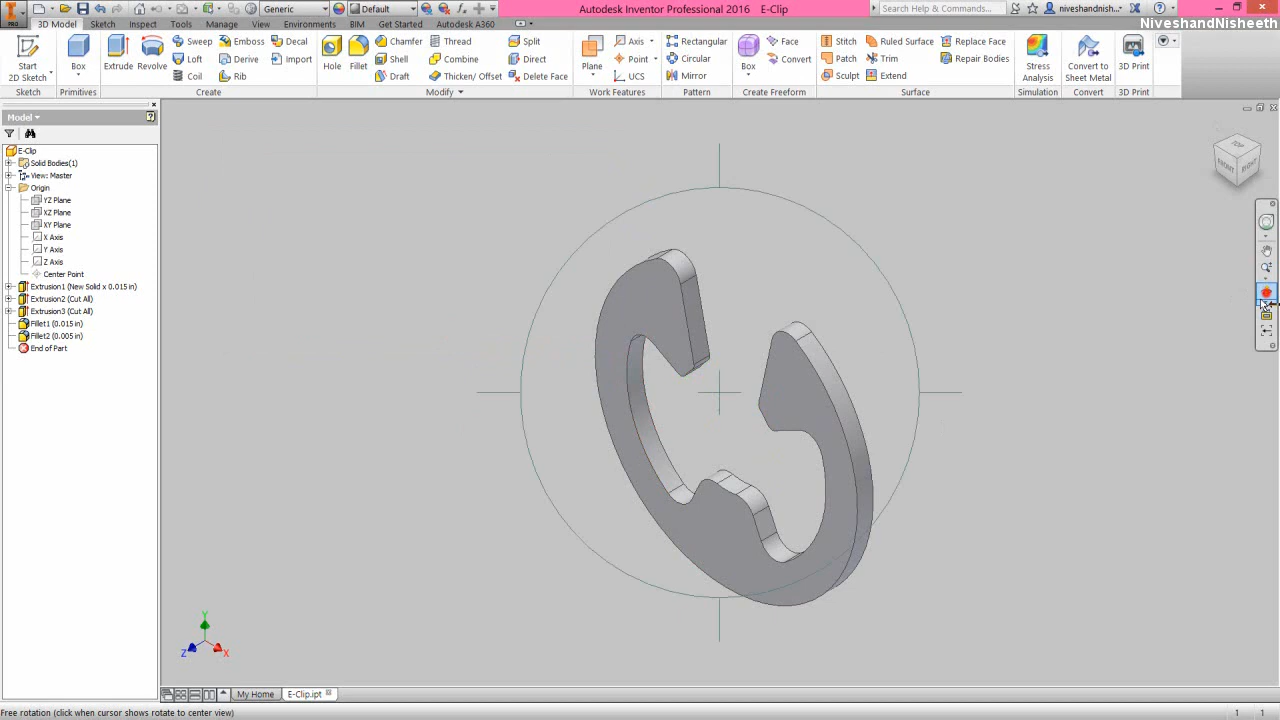 Generic
Default
Autodesk Inventor Professional 2016   E-Clip
Search Help & Commands...
niveshandnish...
NiveshandNisheeth
PRO
3D Model
Sketch
Inspect
Tools
Manage
View
Environments
BIM
Get Started
Autodesk A360
Start
2D Sketch
Sketch
Box
Primitives
Extrude
Revolve
Sweep
Loft
Coil
Emboss
Derive
Rib
Decal
Import
Create
Hole
Fillet
Chamfer
Shell
Draft
Thread
Combine
Thicken/ Offset
Split
Direct
Delete Face
Modify
Plane
Axis
Point
UCS
Work Features
Rectangular
Circular
Mirror
Pattern
Box
Face
Convert
Create Freeform
Stitch
Patch
Sculpt
Ruled Surface
Trim
Extend
Replace Face
Repair Bodies
Surface
Stress
Analysis
Simulation
Convert to
Sheet Metal
Convert
3D Print
3D Print
Model
E-Clip
Solid Bodies(1)
View: Master
Origin
YZ Plane
XZ Plane
XY Plane
X Axis
Y Axis
Z Axis
Center Point
Extrusion1 (New Solid x 0.015 in)
Extrusion2 (Cut All)
Extrusion3 (Cut All)
Fillet1 (0.015 in)
Fillet2 (0.005 in)
End of Part
TOP
FRONT
RIGHT
Y
Z
X
My Home
E-Clip.ipt
Free rotation (click when cursor shows rotate to center view)
1
1